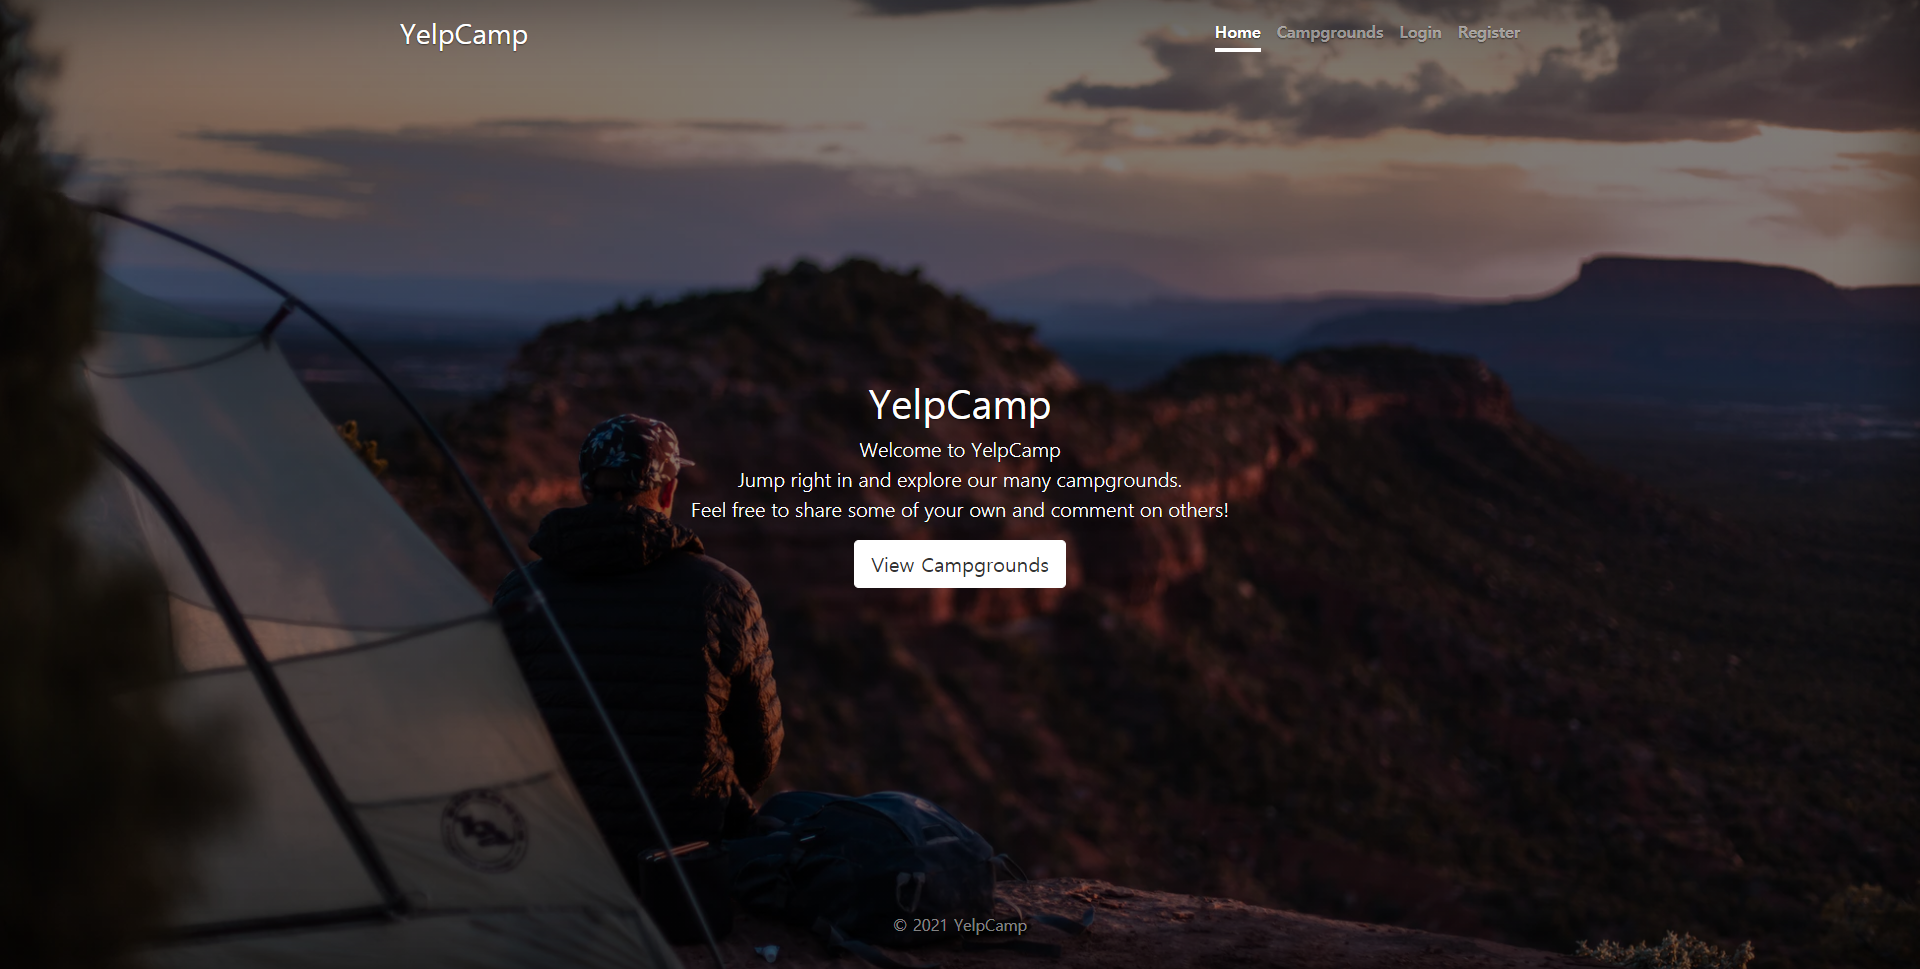 YelpCamp
Home Campgrounds Login Register
YelpCamp
Welcome to YelpCamp
Jump right in and explore our many campgrounds.
Feel free to share some of your own and comment on others!
View Campgrounds
© 2021 YelpCamp